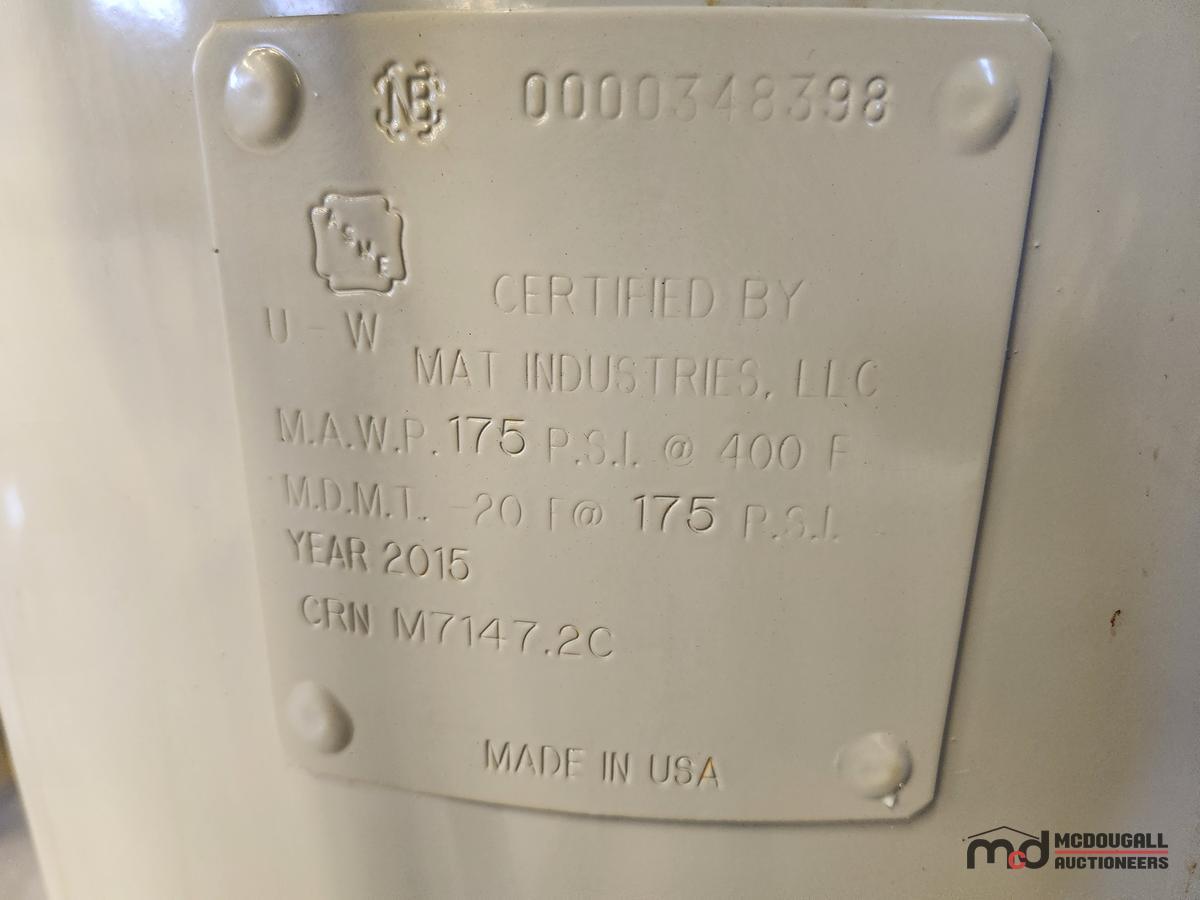 NB 0000348398
ASME
CERTIFIED BY
U - W
MAT INDUSTRIES, LLC
M.A.W.P. 175 P.S.I. @ 400 F
M.D.M.T. -20 F@ 175 P.S.I.
YEAR 2015
CRN M7147.2C
MADE IN USA
mcd MCDOUGALL
AUCTIONEERS